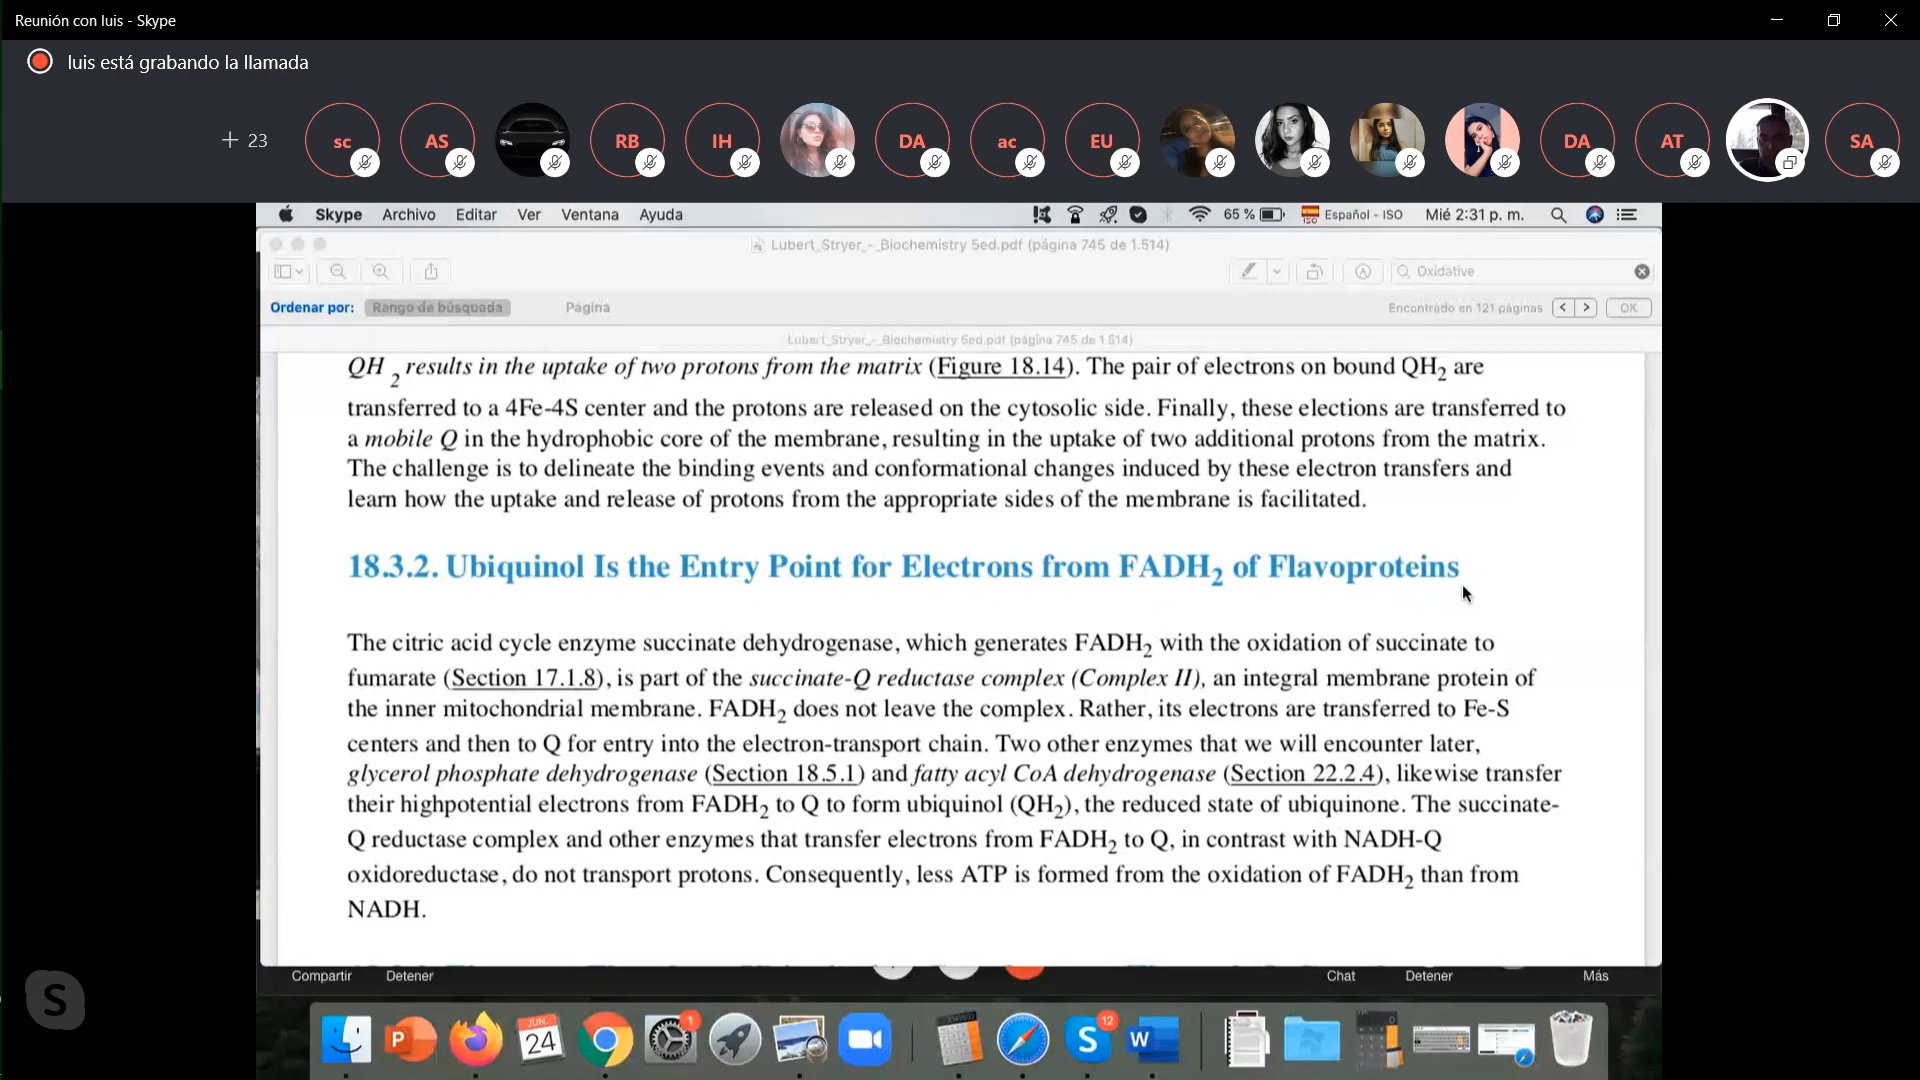 Reunión con luis - Skype
luis está grabando la llamada
+ 23
sc
AS
RB
IH
DA
ac
EU
DA
AT
SA
Skype Archivo Editar Ver Ventana Ayuda
65 % Español - ISO Mié 2:31 p. m.
Lubert_Stryer_-_Biochemistry 5ed.pdf (página 745 de 1.514)
Oxidative
Ordenar por: Rango de búsqueda Página
Encontrado en 121 páginas < > OK
Lubert_Stryer_-_Biochemistry 5ed.pdf (página 745 de 1.514)
QH 2 results in the uptake of two protons from the matrix (Figure 18.14). The pair of electrons on bound QH2 are
transferred to a 4Fe-4S center and the protons are released on the cytosolic side. Finally, these elections are transferred to
a mobile Q in the hydrophobic core of the membrane, resulting in the uptake of two additional protons from the matrix.
The challenge is to delineate the binding events and conformational changes induced by these electron transfers and
learn how the uptake and release of protons from the appropriate sides of the membrane is facilitated.
18.3.2. Ubiquinol Is the Entry Point for Electrons from FADH2 of Flavoproteins
The citric acid cycle enzyme succinate dehydrogenase, which generates FADH2 with the oxidation of succinate to
fumarate (Section 17.1.8), is part of the succinate-Q reductase complex (Complex II), an integral membrane protein of
the inner mitochondrial membrane. FADH2 does not leave the complex. Rather, its electrons are transferred to Fe-S
centers and then to Q for entry into the electron-transport chain. Two other enzymes that we will encounter later,
glycerol phosphate dehydrogenase (Section 18.5.1) and fatty acyl CoA dehydrogenase (Section 22.2.4), likewise transfer
their highpotential electrons from FADH2 to Q to form ubiquinol (QH2), the reduced state of ubiquinone. The succinate-
Q reductase complex and other enzymes that transfer electrons from FADH2 to Q, in contrast with NADH-Q
oxidoreductase, do not transport protons. Consequently, less ATP is formed from the oxidation of FADH2 than from
NADH.
Compartir Detener Chat Detener Más
S
P
JUN
24
1
S
12
W